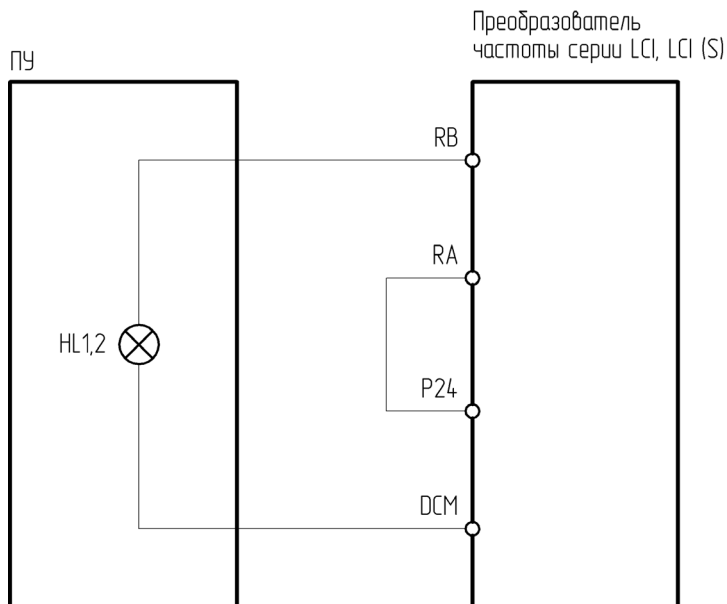 Преобразователь
частоты серии LCI, LCI (S)
ПУ
RB
RA
HL1,2
P24
DCM